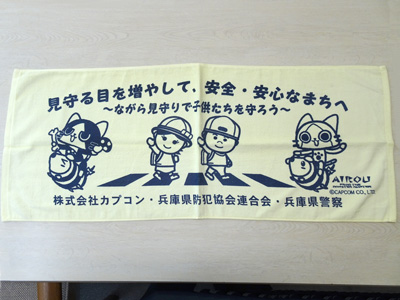 見守る目を増やして、安全・安心なまちへ
～ながら見守りで子供たちを守ろう～
AIROU
©CAPCOM CO., LTD.
株式会社カプコン・兵庫県防犯協会連合会・兵庫県警察